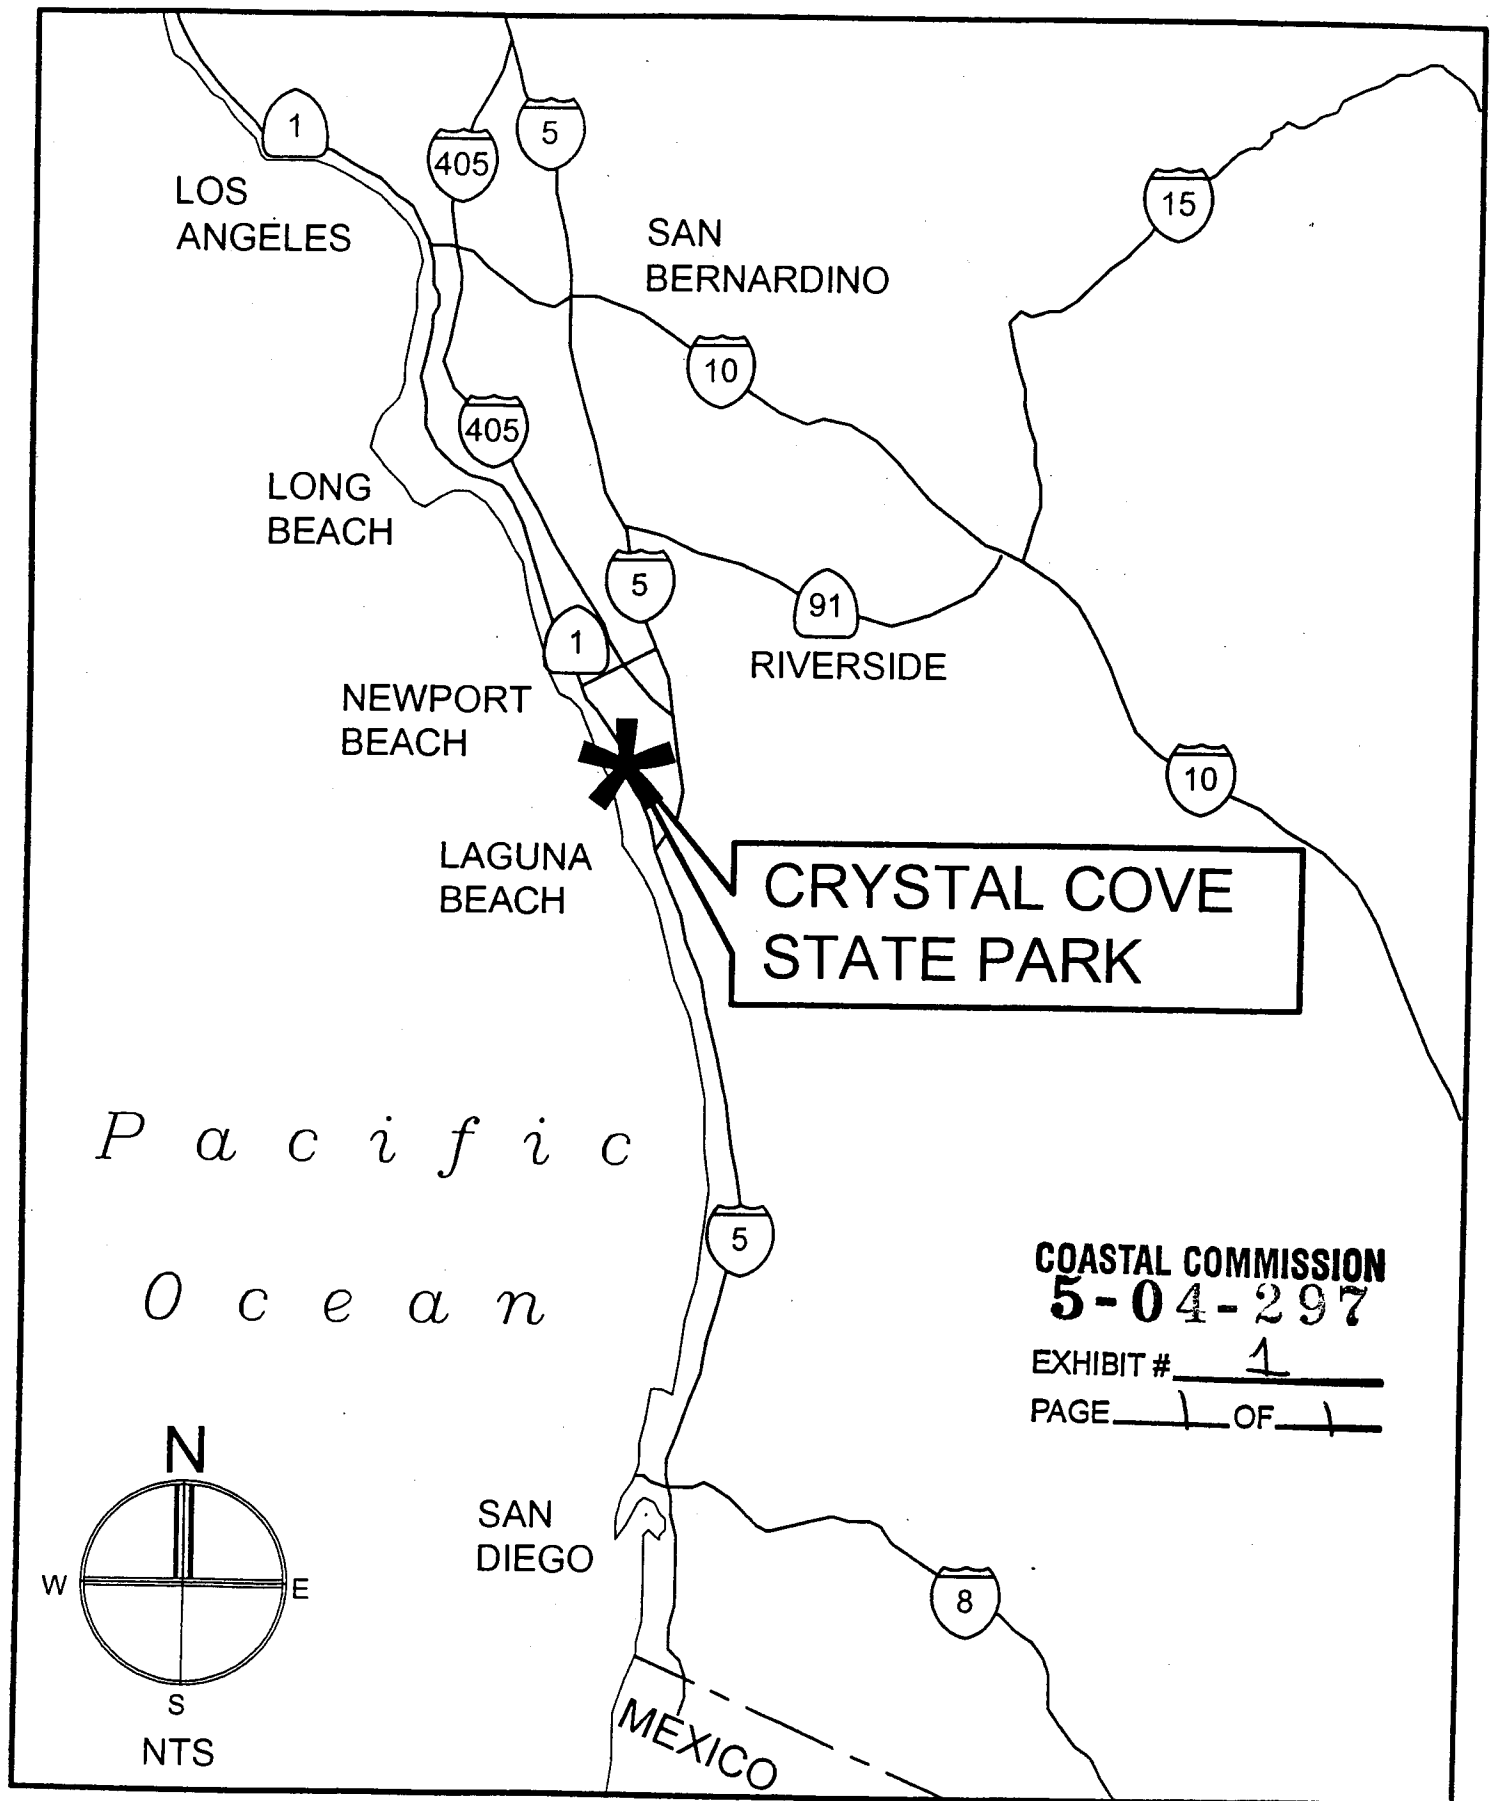 1
405
5
15
LOS
ANGELES
SAN
BERNARDINO
10
405
LONG
BEACH
5
91
1
RIVERSIDE
NEWPORT
BEACH
10
LAGUNA
BEACH
CRYSTAL COVE
STATE PARK
Pacific
Ocean
5
COASTAL COMMISSION
5-04-297
EXHIBIT # 1
PAGE 1 OF 1
N
W
E
S
NTS
SAN
DIEGO
8
MEXICO